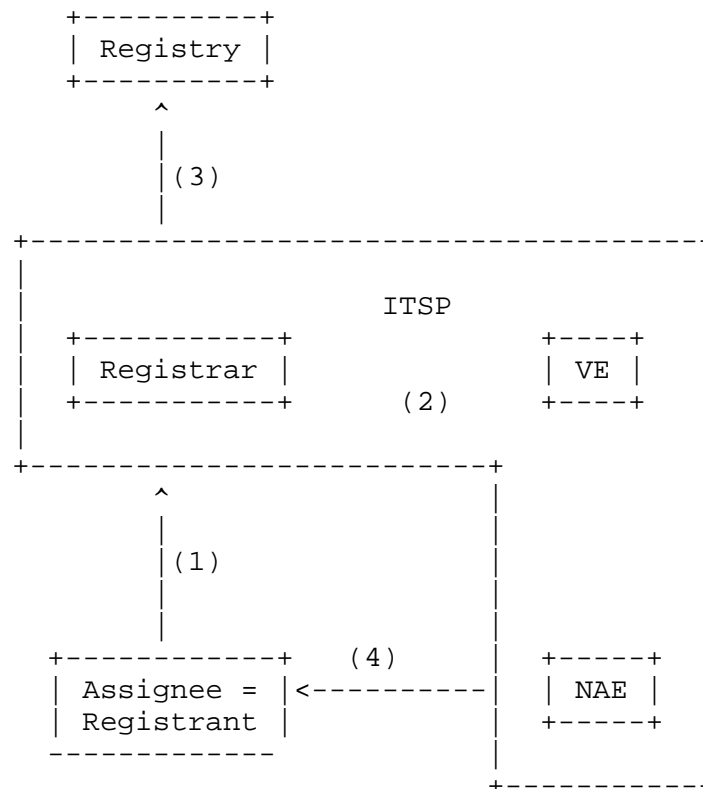 Registry
(3)
ITSP
Registrar
VE
(2)
(1)
(4)
Assignee =
NAE
Registrant